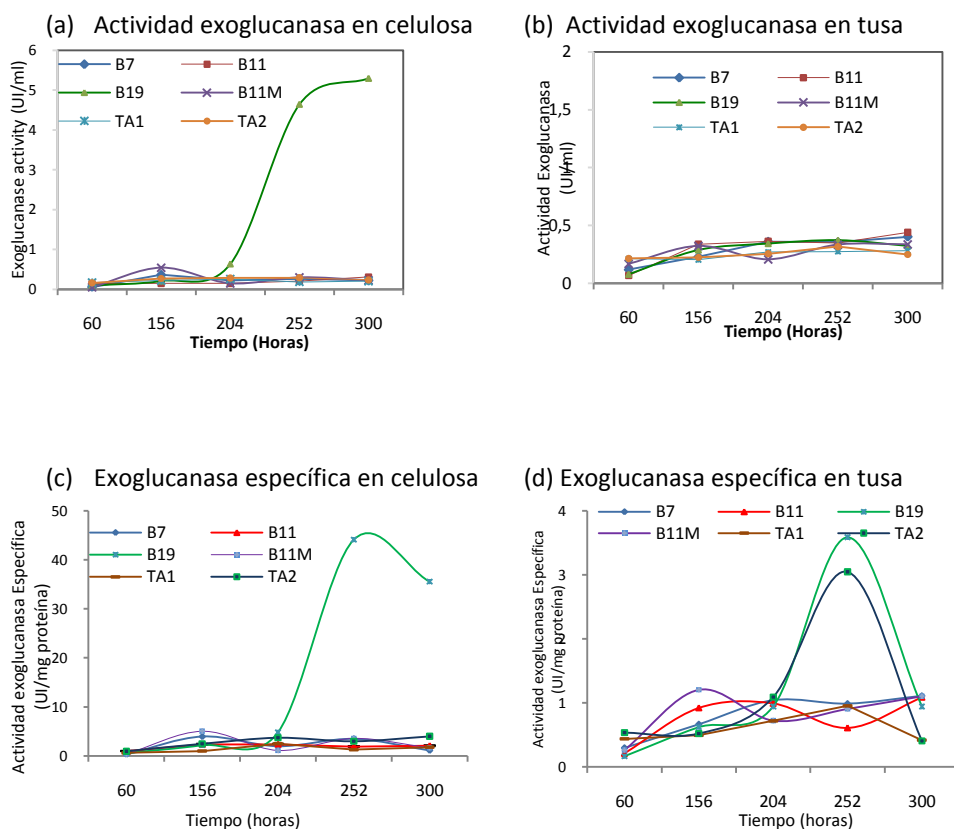 (a) Actividad exoglucanasa en celulosa
Exoglucanase activity (UI/ml)
6
5
4
3
2
1
0
B7
B11
B19
B11M
TA1
TA2
60
156
204
252
300
Tiempo (Horas)
(b) Actividad exoglucanasa en tusa
Actividad Exoglucanasa
(UI/ml)
2
1,5
1
0,5
0
B7
B11
B19
B11M
TA1
TA2
60
156
204
252
300
Tiempo (Horas)
(c) Exoglucanasa específica en celulosa
Actividad exoglucanasa Específica
(UI/mg proteína)
50
40
30
20
10
0
B7
B11
B19
B11M
TA1
TA2
60
156
204
252
300
Tiempo (horas)
(d) Exoglucanasa específica en tusa
Actividad exoglucanasa Específica
(UI/mg proteína)
4
3
2
1
0
B7
B11
B19
B11M
TA1
TA2
60
156
204
252
300
Tiempo (horas)